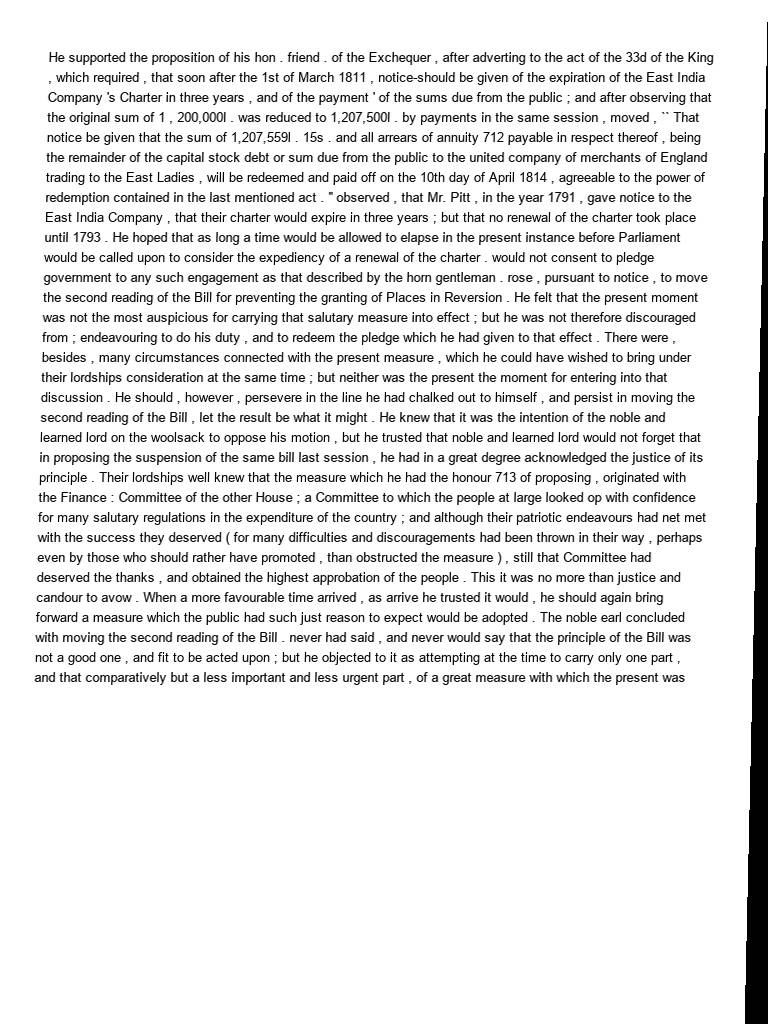 He supported the proposition of his hon . friend . of the Exchequer , after adverting to the act of the 33d of the King
, which required , that soon after the 1st of March 1811 , notice-should be given of the expiration of the East India
Company 's Charter in three years , and of the payment ' of the sums due from the public ; and after observing that
the original sum of 1 , 200,000l . was reduced to 1,207,500l . by payments in the same session , moved , `` That
notice be given that the sum of 1,207,559l . 15s . and all arrears of annuity 712 payable in respect thereof , being
the remainder of the capital stock debt or sum due from the public to the united company of merchants of England
trading to the East Ladies , will be redeemed and paid off on the 10th day of April 1814 , agreeable to the power of
redemption contained in the last mentioned act . " observed , that Mr. Pitt , in the year 1791 , gave notice to the
East India Company , that their charter would expire in three years ; but that no renewal of the charter took place
until 1793 . He hoped that as long a time would be allowed to elapse in the present instance before Parliament
would be called upon to consider the expediency of a renewal of the charter . would not consent to pledge
government to any such engagement as that described by the horn gentleman . rose , pursuant to notice , to move
the second reading of the Bill for preventing the granting of Places in Reversion . He felt that the present moment
was not the most auspicious for carrying that salutary measure into effect ; but he was not therefore discouraged
from ; endeavouring to do his duty , and to redeem the pledge which he had given to that effect . There were ,
besides , many circumstances connected with the present measure , which he could have wished to bring under
their lordships consideration at the same time ; but neither was the present the moment for entering into that
discussion . He should , however , persevere in the line he had chalked out to himself , and persist in moving the
second reading of the Bill , let the result be what it might . He knew that it was the intention of the noble and
learned lord on the woolsack to oppose his motion , but he trusted that noble and learned lord would not forget that
in proposing the suspension of the same bill last session , he had in a great degree acknowledged the justice of its
principle . Their lordships well knew that the measure which he had the honour 713 of proposing , originated with
the Finance : Committee of the other House ; a Committee to which the people at large looked op with confidence
for many salutary regulations in the expenditure of the country ; and although their patriotic endeavours had net met
with the success they deserved ( for many difficulties and discouragements had been thrown in their way , perhaps
even by those who should rather have promoted , than obstructed the measure ) , still that Committee had
deserved the thanks , and obtained the highest approbation of the people . This it was no more than justice and
candour to avow . When a more favourable time arrived , as arrive he trusted it would , he should again bring
forward a measure which the public had such just reason to expect would be adopted . The noble earl concluded
with moving the second reading of the Bill . never had said , and never would say that the principle of the Bill was
not a good one , and fit to be acted upon ; but he objected to it as attempting at the time to carry only one part ,
and that comparatively but a less important and less urgent part , of a great measure with which the present was